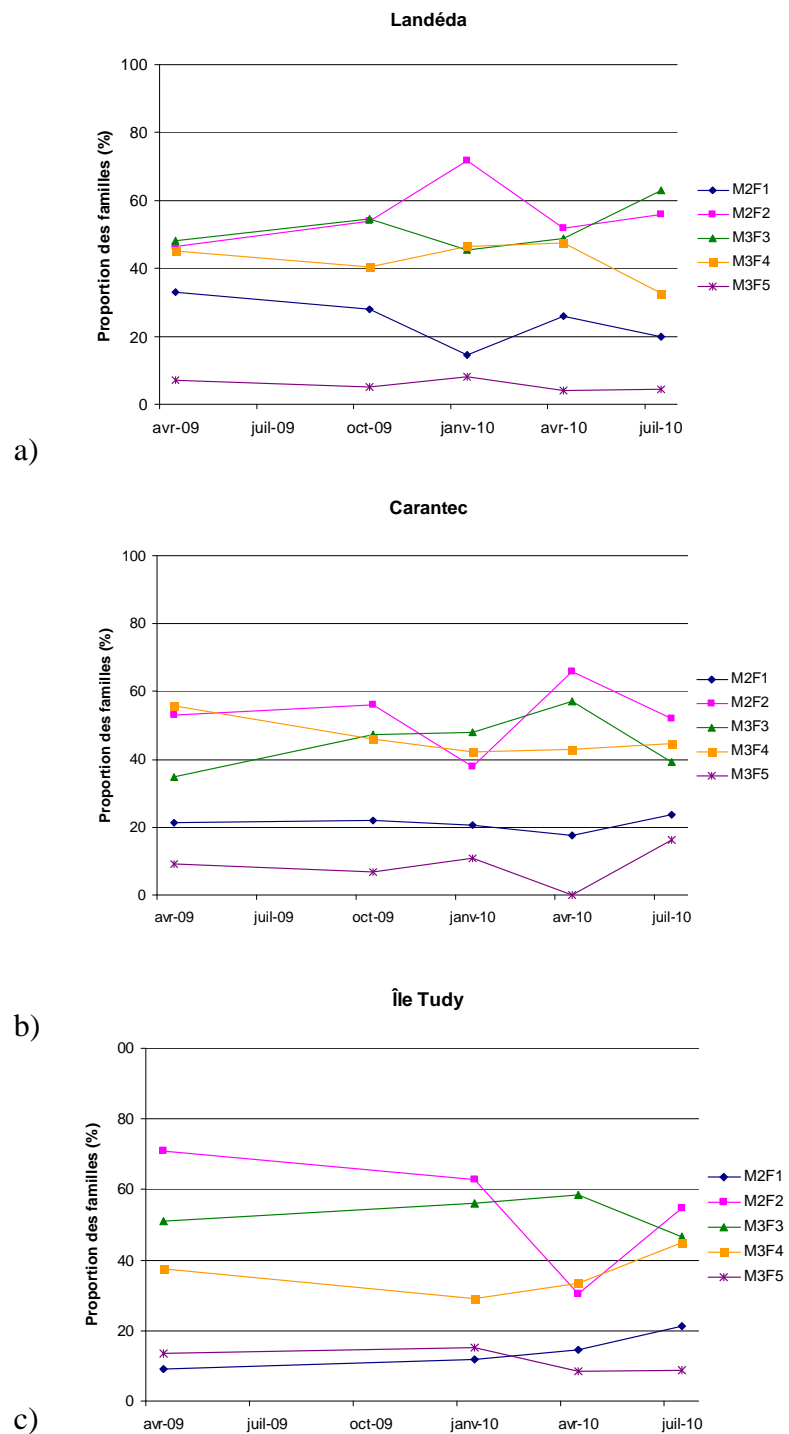 Landéda
100
80
60
40
20
0
Proportion des familles (%)
avr-09 juil-09 oct-09 janv-10 avr-10 juil-10
M2F1
M2F2
M3F3
M3F4
M3F5
a)
Carantec
100
80
60
40
20
0
Proportion des familles (%)
avr-09 juil-09 oct-09 janv-10 avr-10 juil-10
M2F1
M2F2
M3F3
M3F4
M3F5
b)
Île Tudy
00
80
60
40
20
0
Proportion des familles (%)
avr-09 juil-09 oct-09 janv-10 avr-10 juil-10
M2F1
M2F2
M3F3
M3F4
M3F5
c)